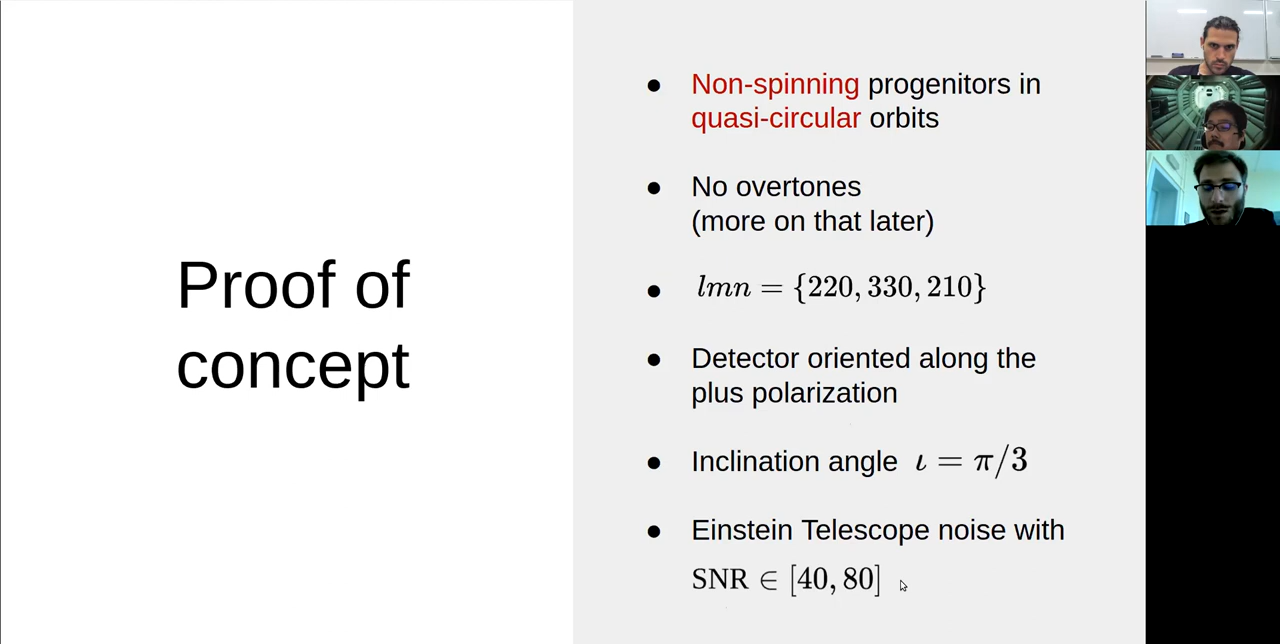 Proof of
concept
● Non-spinning progenitors in
quasi-circular orbits
● No overtones
(more on that later)
● lmn = {220, 330, 210}
● Detector oriented along the
plus polarization
● Inclination angle ι = π/3
● Einstein Telescope noise with
SNR ∈ [40, 80]